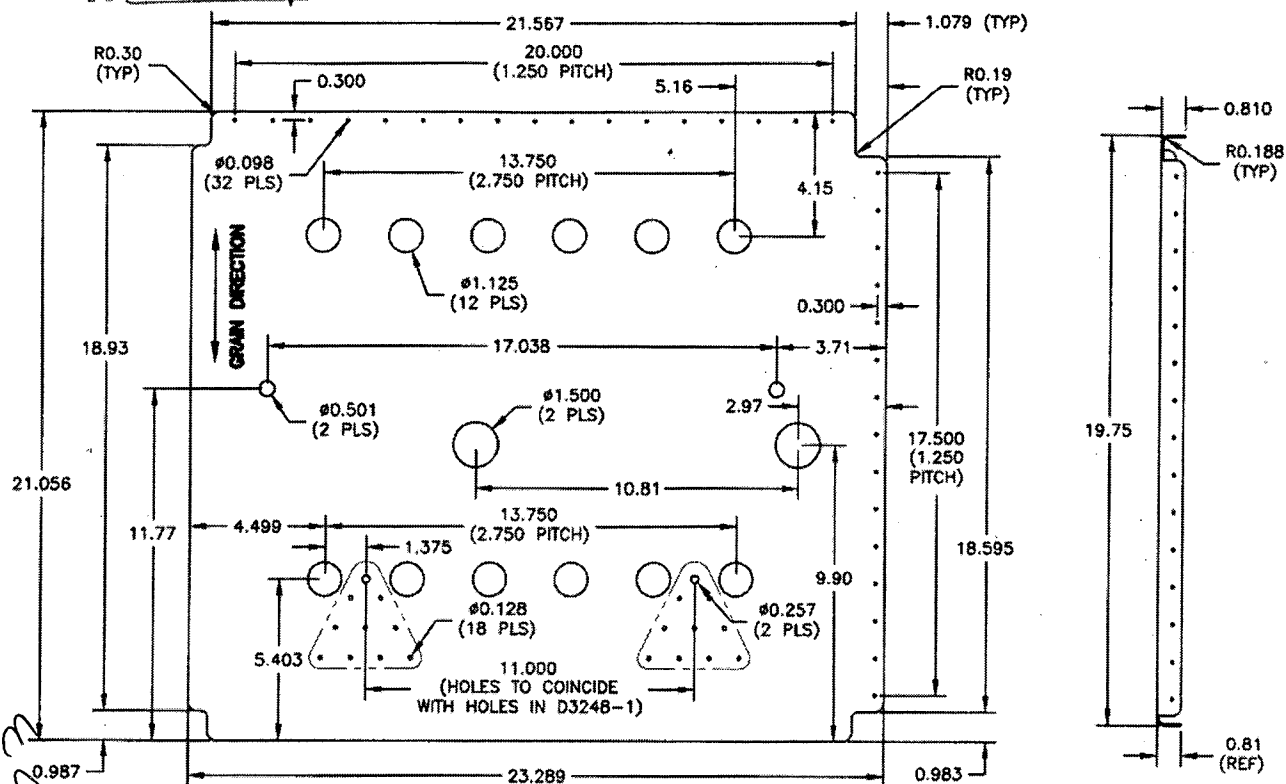 21.567
1.079 (TYP)
R0.30
(TYP)
20.000
(1.250 PITCH)
0.300
5.16
R0.19
(TYP)
0.810
R0.188
(TYP)
ø0.098
(32 PLS)
13.750
(2.750 PITCH)
4.15
GRAIN DIRECTION
ø1.125
(12 PLS)
0.300
18.93
17.038
3.71
ø0.501
(2 PLS)
ø1.500
(2 PLS)
2.97
17.500
(1.250
PITCH)
19.75
21.056
10.81
11.77
4.499
13.750
(2.750 PITCH)
1.375
18.595
9.90
ø0.128
(18 PLS)
ø0.257
(2 PLS)
5.403
11.000
(HOLES TO COINCIDE
WITH HOLES IN D3248-1)
0.987
23.289
0.983
0.81
(REF)